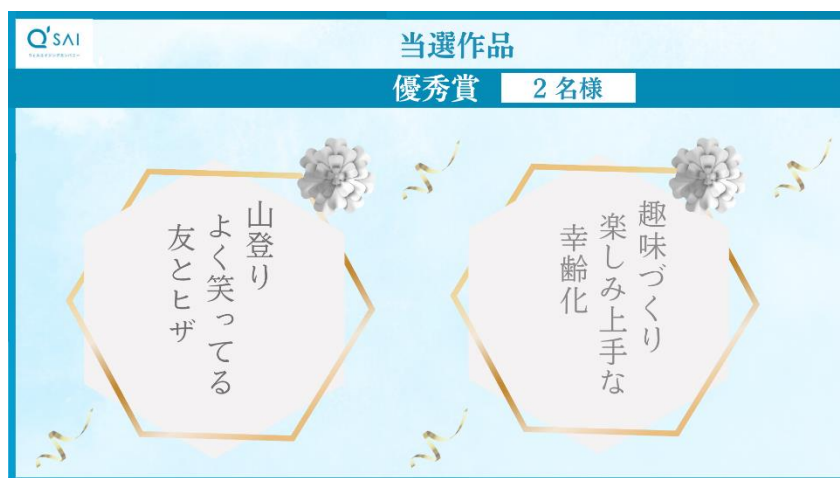 Q'SAI
当選作品
優秀賞
2 名様
趣味づくり
楽しみ上手な
幸齢化
山登り
よく笑ってる
友とヒザ